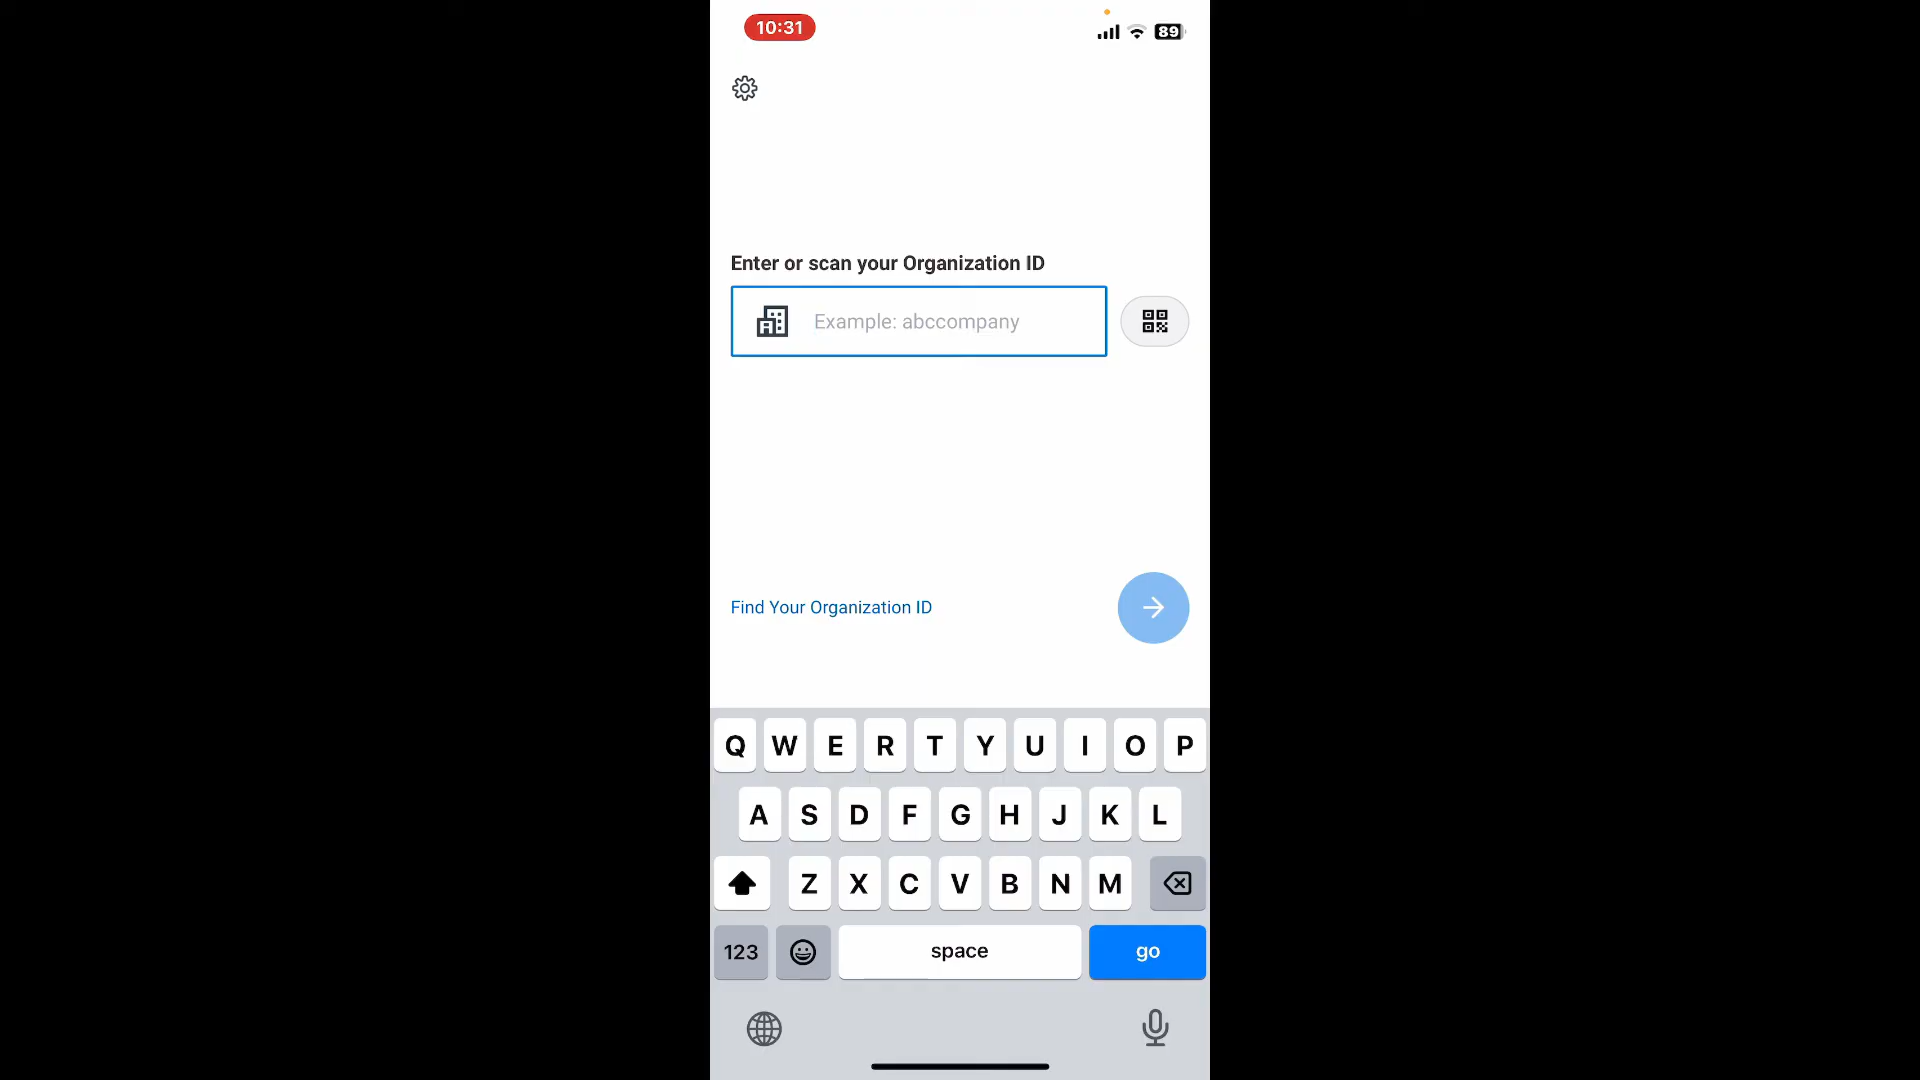 10:31
89
Enter or scan your Organization ID
Example: abccompany
Find Your Organization ID
Q W E R T Y U I O P
A S D F G H J K L
Z X C V B N M
123 space go